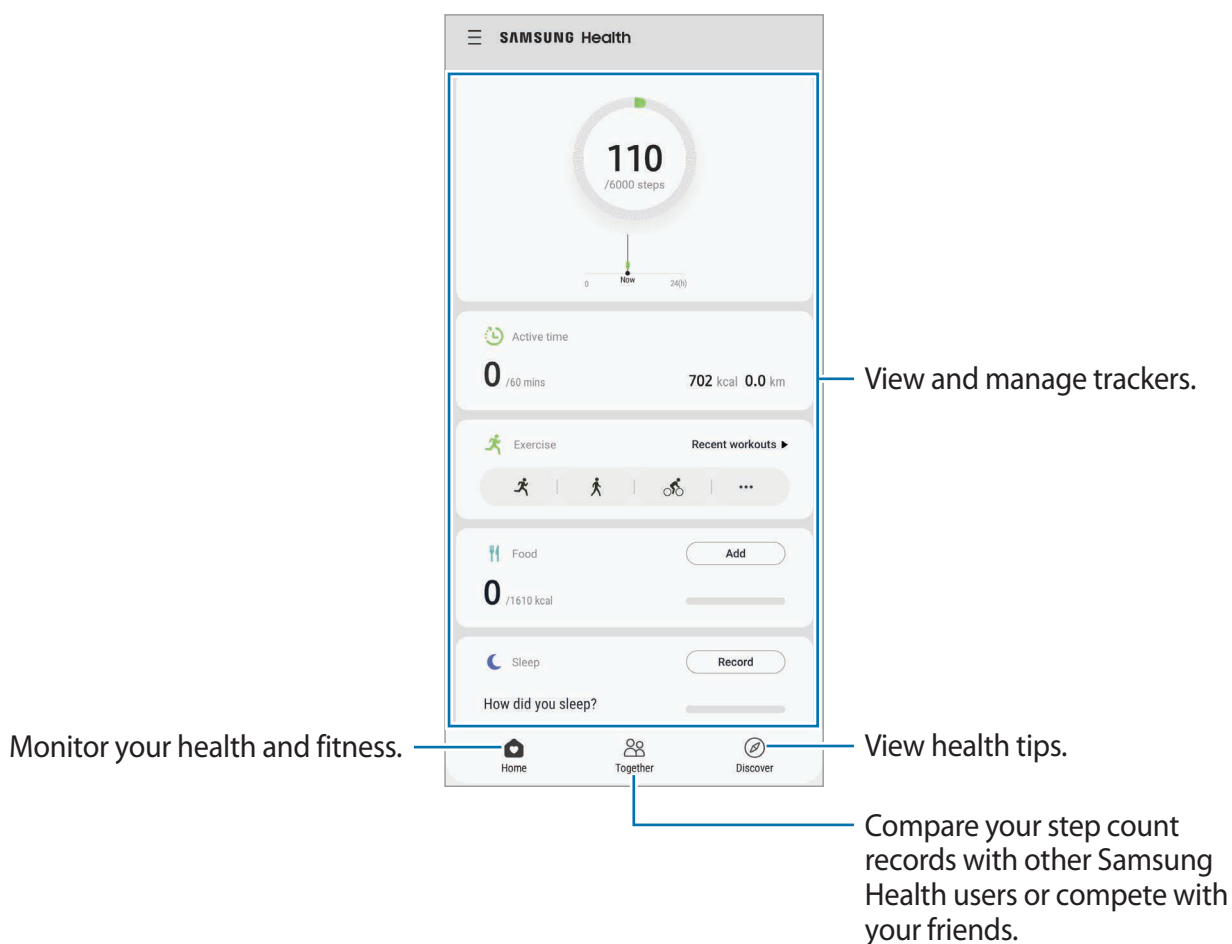 SAMSUNG Health
110
/6000 steps
0 Now 24(h)
Active time
0 /60 mins 702 kcal 0.0 km
View and manage trackers.
Exercise Recent workouts
Food Add
0 /1610 kcal
Sleep Record
How did you sleep?
Monitor your health and fitness.
Home Together Discover
View health tips.
Compare your step count
records with other Samsung
Health users or compete with
your friends.